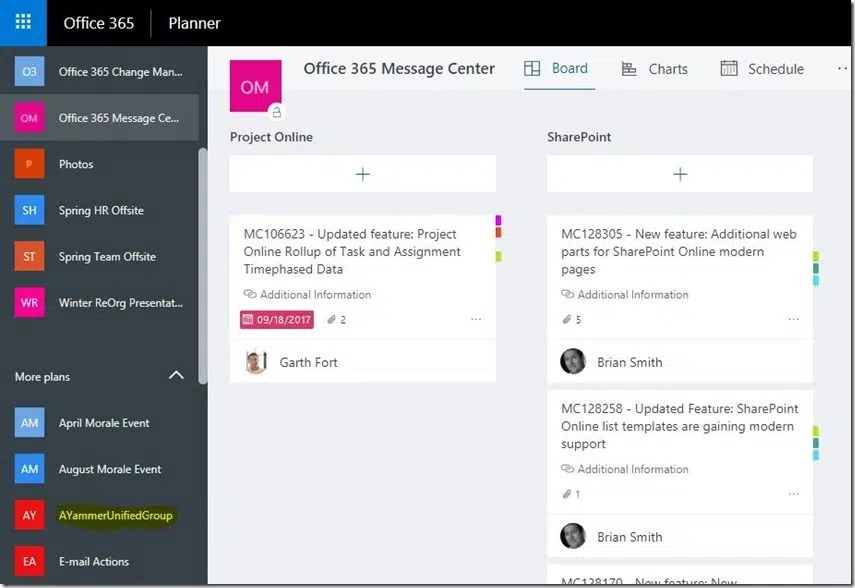 Office 365
Planner
O3
Office 365 Change Man...
OM
Office 365 Message Ce...
P
Photos
SH
Spring HR Offsite
ST
Spring Team Offsite
WR
Winter ReOrg Presentat...
More plans
AM
April Morale Event
AM
August Morale Event
AY
AYammerUnifiedGroup
EA
E-mail Actions
OM
Office 365 Message Center
Board
Charts
Schedule
...
Project Online
+
MC106623 - Updated feature: Project
Online Rollup of Task and Assignment
Timephased Data
Additional Information
09/18/2017
2
...
Garth Fort
SharePoint
+
MC128305 - New feature: Additional web
parts for SharePoint Online modern
pages
Additional Information
5
...
Brian Smith
MC128258 - Updated Feature: SharePoint
Online list templates are gaining modern
support
Additional Information
1
...
Brian Smith
MC128170 - New feature: New